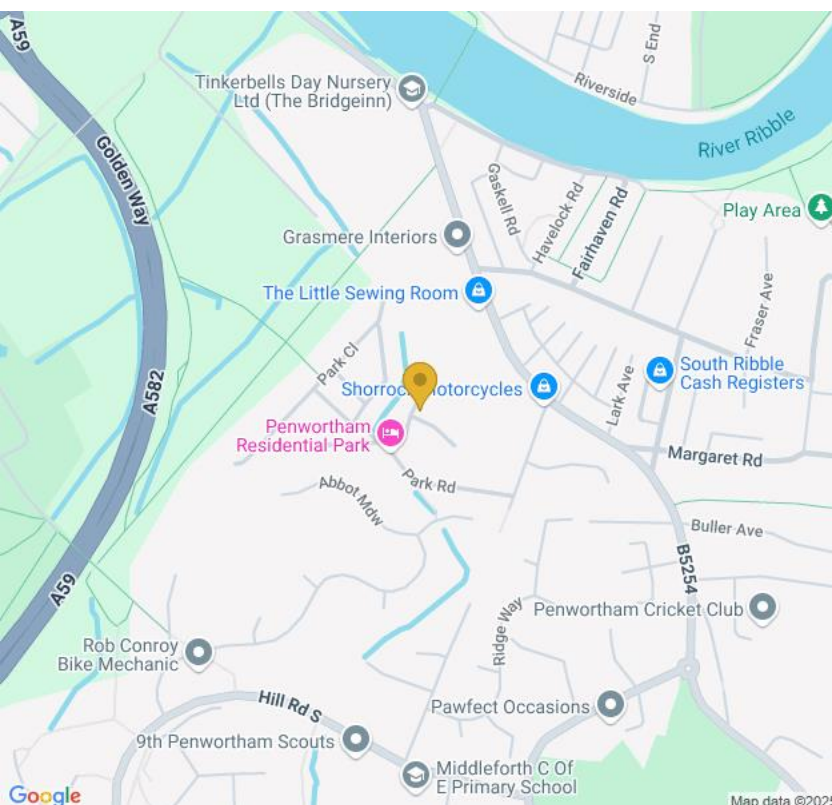 A59
Tinkerbells Day Nursery
Ltd (The Bridgeinn)
S End
Riverside
River Ribble
Golden Way
Gaskell Rd
Havelock Rd
Fairhaven Rd
Play Area
Grasmere Interiors
The Little Sewing Room
Fraser Ave
Park Cl
A582
Shorrock Motorcycles
Lark Ave
South Ribble
Cash Registers
Penwortham
Residential Park
Margaret Rd
Park Rd
Abbot Mdw
Buller Ave
B5254
A59
Ridge Way
Penwortham Cricket Club
Rob Conroy
Bike Mechanic
Hill Rd S
Pawfect Occasions
9th Penwortham Scouts
Middleforth C Of
E Primary School
Google
Map data ©2025